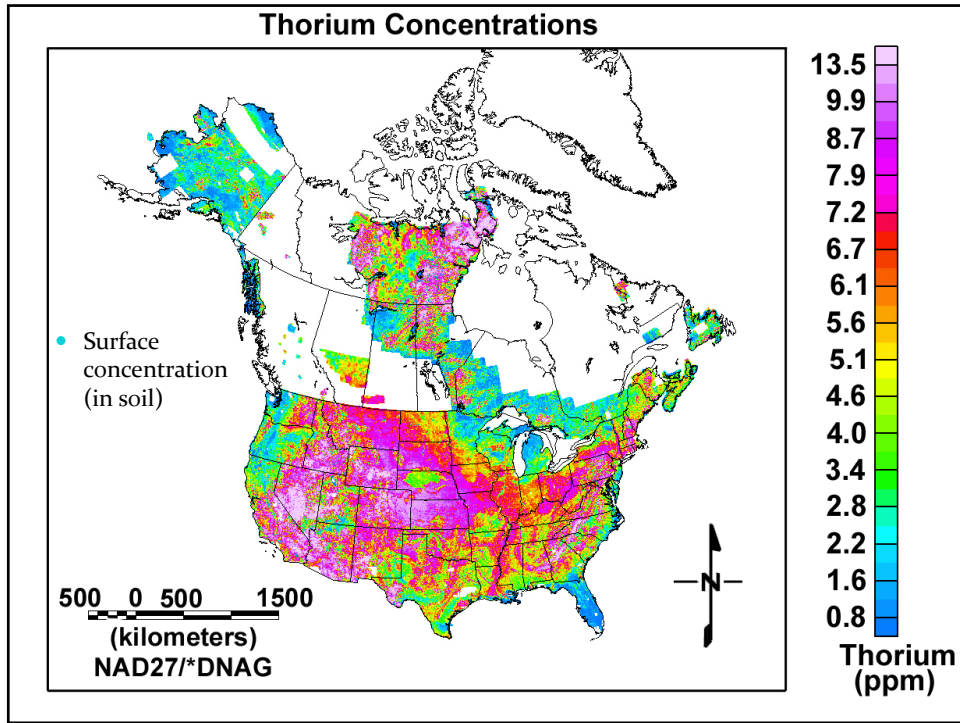 Thorium Concentrations
13.5
9.9
8.7
7.9
7.2
6.7
6.1
5.6
5.1
4.6
4.0
3.4
2.8
2.2
1.6
0.8
Thorium
(ppm)
• Surface
concentration
(in soil)
500 0 500 1500
(kilometers)
NAD27/*DNAG
N